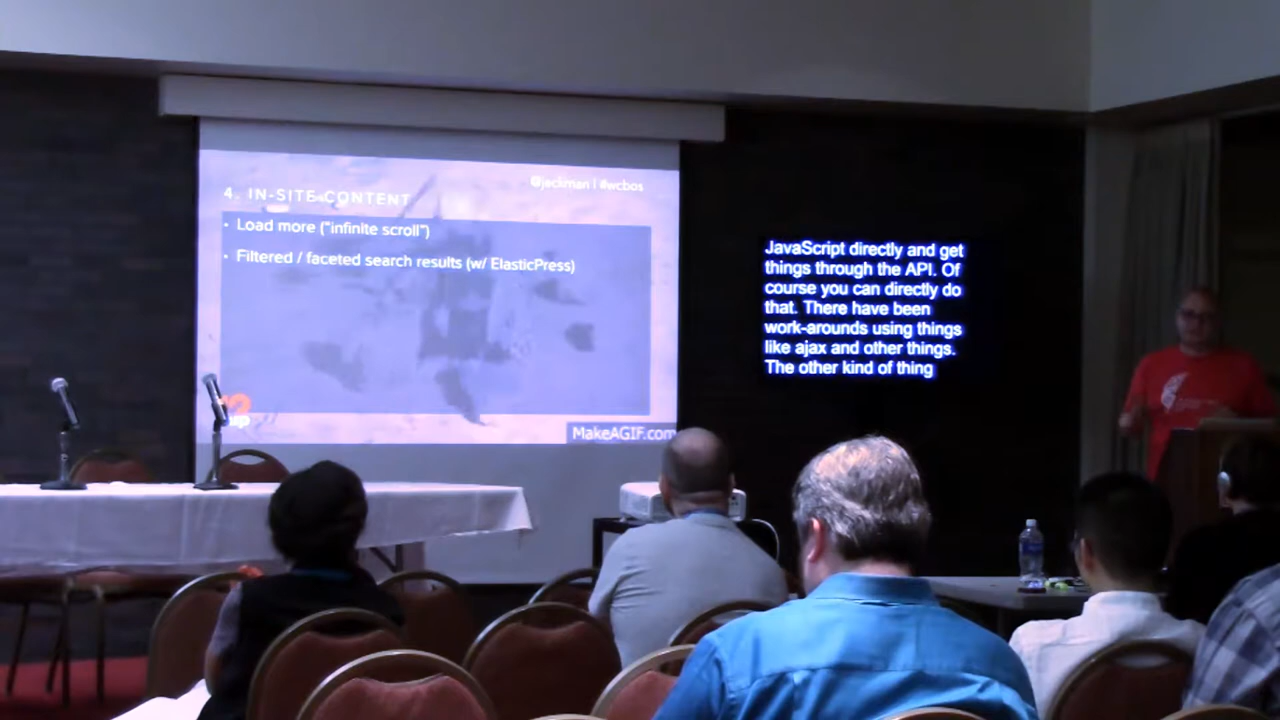 @jeckman | #wcbos
4. IN-SITE CONTENT
• Load more ("infinite scroll")
• Filtered / faceted search results (w/ ElasticPress)
up
MakeAGIF.com
JavaScript directly and get
things through the API. Of
course you can directly do
that. There have been
work-arounds using things
like ajax and other things.
The other kind of thing